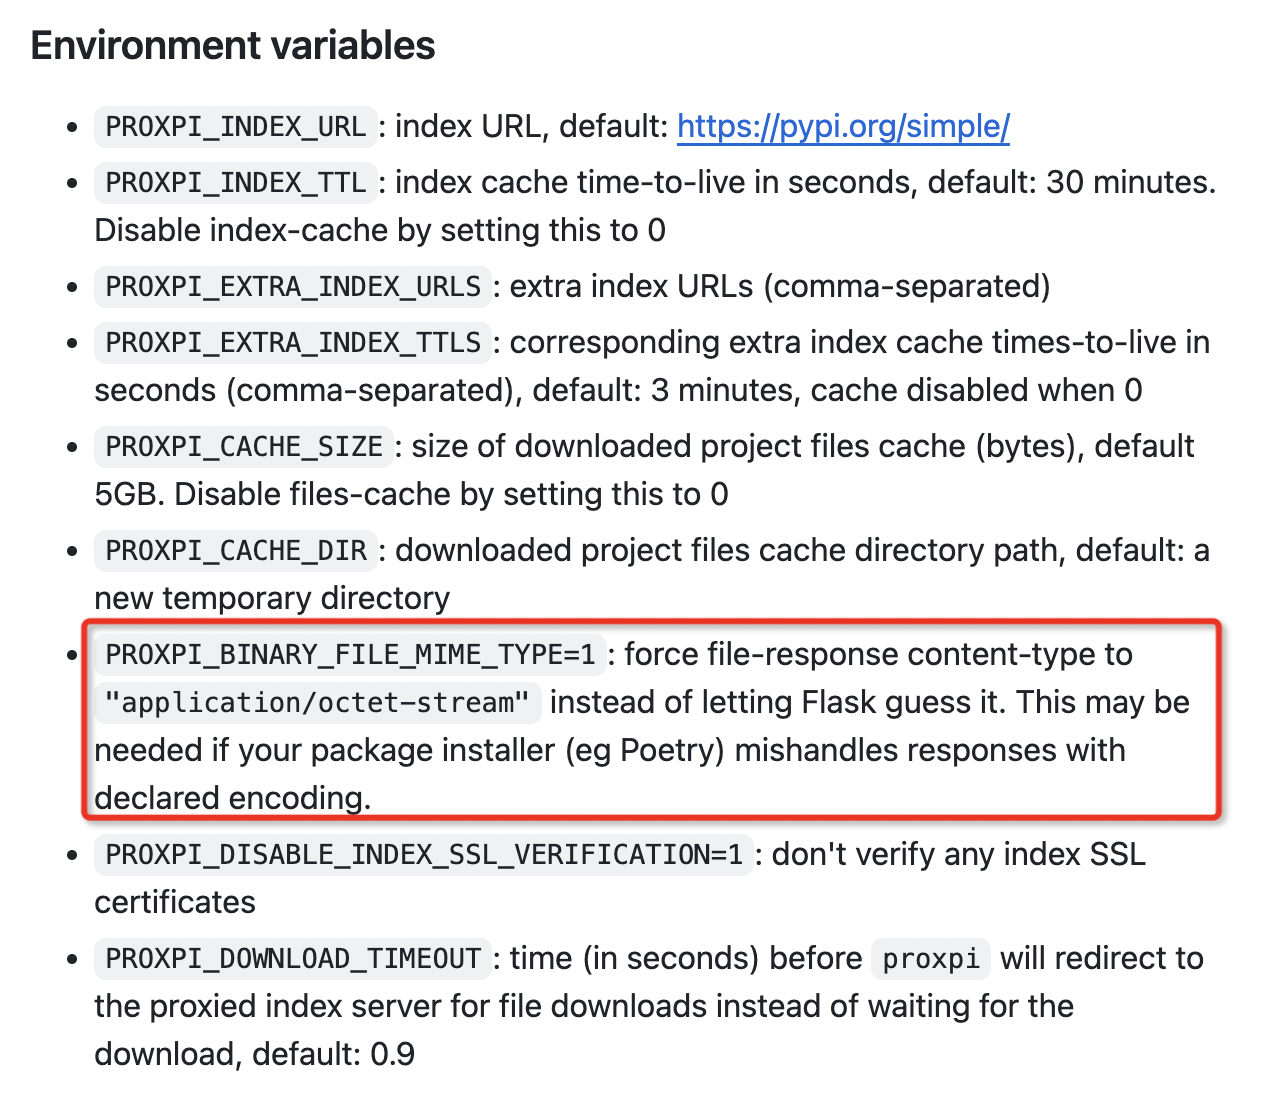 Environment variables
• PROXPI_INDEX_URL: index URL, default: https://pypi.org/simple/
• PROXPI_INDEX_TTL: index cache time-to-live in seconds, default: 30 minutes.
Disable index-cache by setting this to 0
• PROXPI_EXTRA_INDEX_URLS: extra index URLs (comma-separated)
• PROXPI_EXTRA_INDEX_TTLS: corresponding extra index cache times-to-live in
seconds (comma-separated), default: 3 minutes, cache disabled when 0
• PROXPI_CACHE_SIZE: size of downloaded project files cache (bytes), default
5GB. Disable files-cache by setting this to 0
• PROXPI_CACHE_DIR: downloaded project files cache directory path, default: a
new temporary directory
• PROXPI_BINARY_FILE_MIME_TYPE=1: force file-response content-type to
"application/octet-stream" instead of letting Flask guess it. This may be
needed if your package installer (eg Poetry) mishandles responses with
declared encoding.
• PROXPI_DISABLE_INDEX_SSL_VERIFICATION=1: don't verify any index SSL
certificates
• PROXPI_DOWNLOAD_TIMEOUT: time (in seconds) before proxpi will redirect to
the proxied index server for file downloads instead of waiting for the
download, default: 0.9